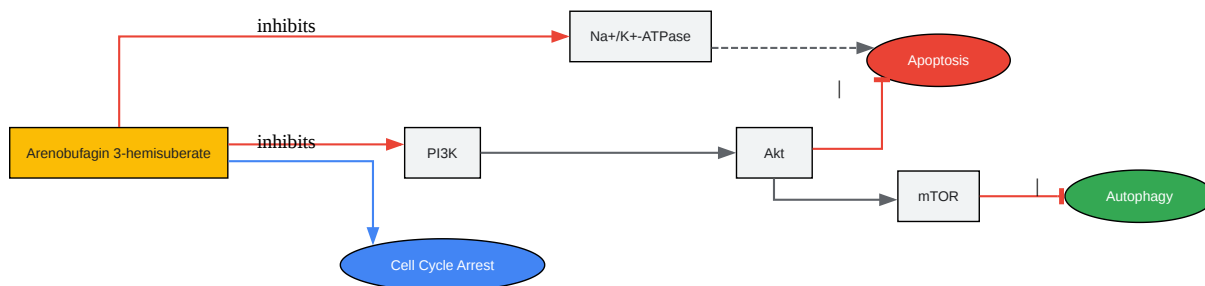 inhibits
Na+/K+-ATPase
Apoptosis
|
Arenobufagin 3-hemisuberate
inhibits
PI3K
Akt
mTOR
|
Autophagy
Cell Cycle Arrest